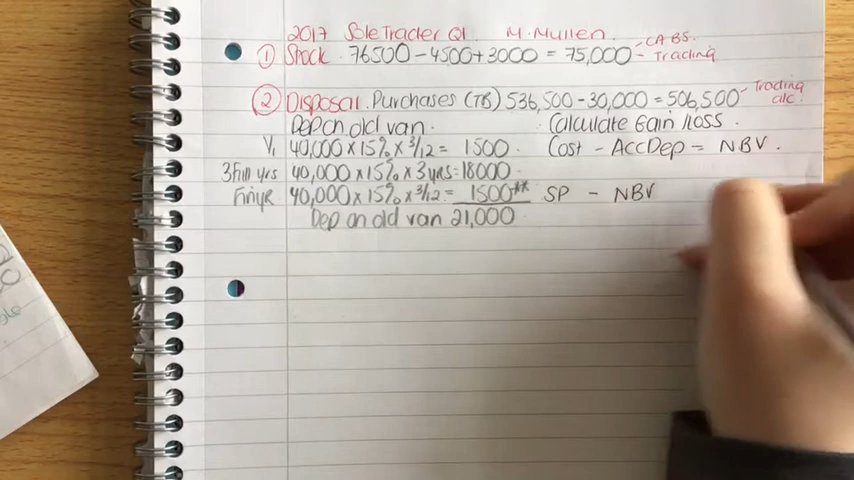 2017 Sole Trader Q1 M. Mullen.
① Stock. 76500 - 4500 + 3000 = 75,000 - CA BS.
- Trading
② Disposal. Purchases (TB) 536,500 - 30,000 = 506,500 - Trading calc.
Dep on old van. Calculate Gain/loss.
Y1 40,000 x 15% x 3/12 = 1500. Cost - AccDep = NBV.
3 Full yrs 40,000 x 15% x 3 yrs = 18000
Fin yr 40,000 x 15% x 3/12 = 1500** SP - NBV
Dep on old van 21,000